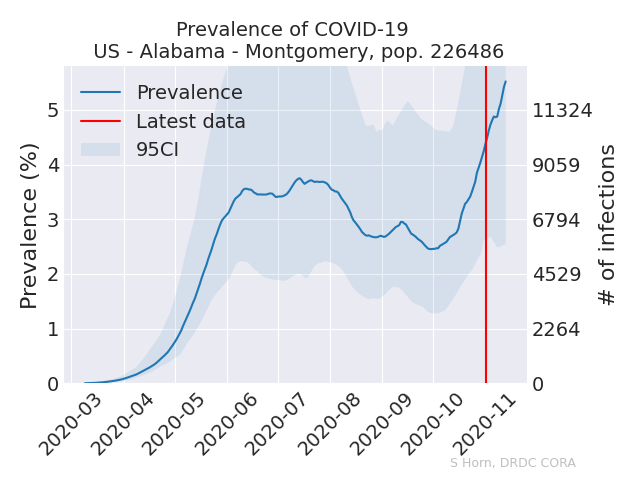 Prevalence of COVID-19
US - Alabama - Montgomery, pop. 226486
Prevalence
Latest data
95CI
Prevalence (%)
5
4
3
2
1
0
11324
9059
6794
4529
2264
0
# of infections
2020-03
2020-04
2020-05
2020-06
2020-07
2020-08
2020-09
2020-10
2020-11
S Horn, DRDC CORA